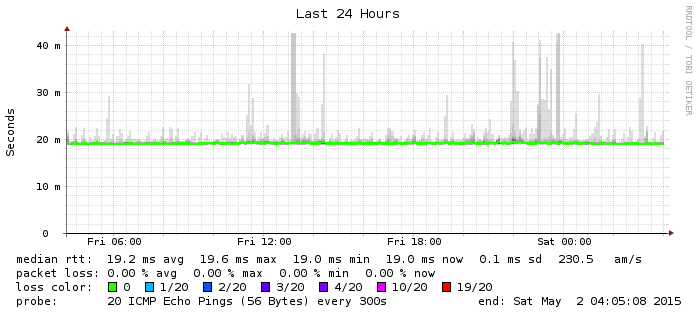 Last 24 Hours
RRDTOOL / TOBI OETIKER
Seconds
40 m
30 m
20 m
10 m
0
Fri 06:00 Fri 12:00 Fri 18:00 Sat 00:00
median rtt: 19.2 ms avg 19.6 ms max 19.0 ms min 19.0 ms now 0.1 ms sd 230.5 am/s
packet loss: 0.00 % avg 0.00 % max 0.00 % min 0.00 % now
loss color: 0 1/20 2/20 3/20 4/20 10/20 19/20
probe: 20 ICMP Echo Pings (56 Bytes) every 300s end: Sat May 2 04:05:08 2015